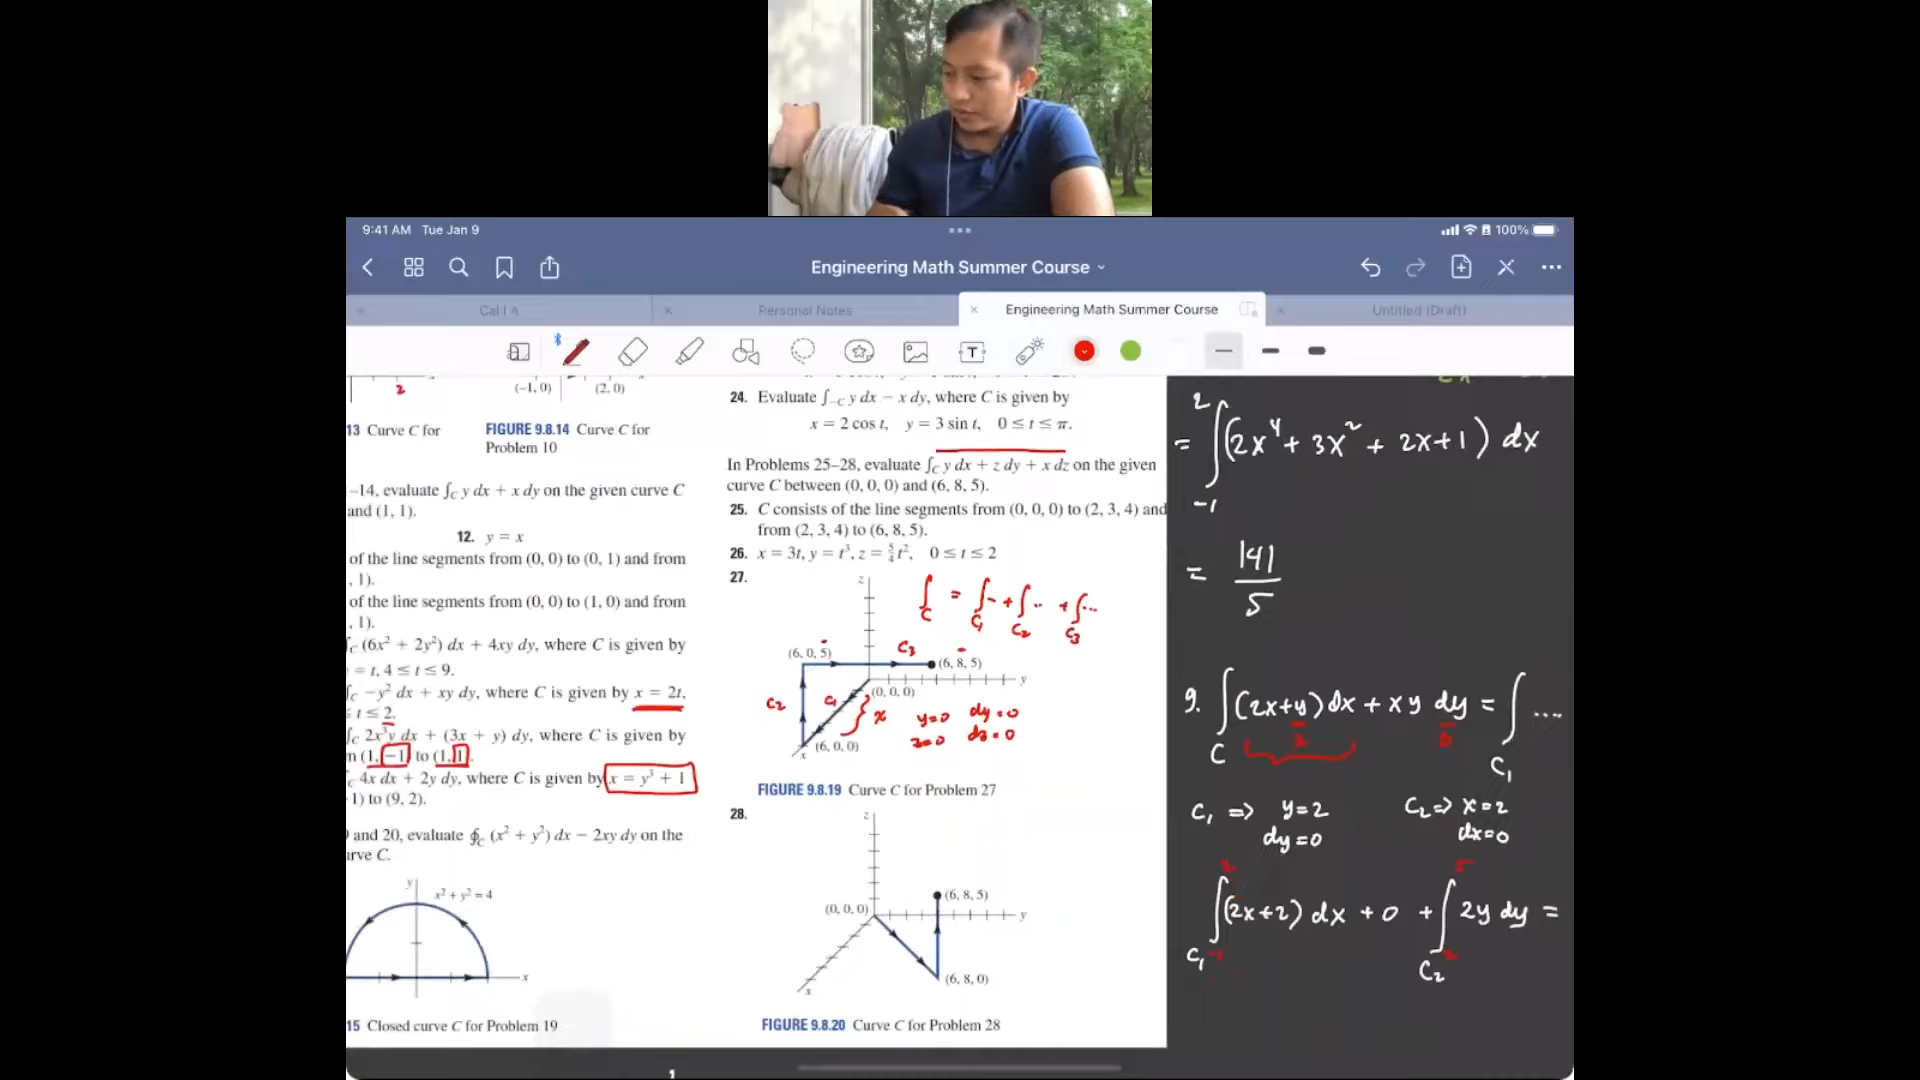 9:41 AM Tue Jan 9
100%
Engineering Math Summer Course
Personal Notes
Engineering Math Summer Course
Untitled (Draft)
2
(−1, 0)
(2, 0)
13 Curve C for
FIGURE 9.8.14 Curve C for
Problem 10
–14, evaluate ∫C y dx + x dy on the given curve C
and (1, 1).
12. y = x
of the line segments from (0, 0) to (0, 1) and from
, 1).
of the line segments from (0, 0) to (1, 0) and from
, 1).
∫C (6x² + 2y²) dx + 4xy dy, where C is given by
= t, 4 ≤ t ≤ 9.
∫C −y² dx + xy dy, where C is given by x = 2t,
≤ t ≤ 2.
∫C 2x³y dx + (3x + y) dy, where C is given by
(1, −1) to (1, 1).
4x dx + 2y dy, where C is given by x = y³ + 1
1) to (9, 2).
and 20, evaluate ∮C (x² + y²) dx − 2xy dy on the
rve C.
y
x² + y² = 4
x
15 Closed curve C for Problem 19
24. Evaluate ∫−C y dx − x dy, where C is given by
x = 2 cos t, y = 3 sin t, 0 ≤ t ≤ π.
In Problems 25–28, evaluate ∫C y dx + z dy + x dz on the given
curve C between (0, 0, 0) and (6, 8, 5).
25. C consists of the line segments from (0, 0, 0) to (2, 3, 4) and
from (2, 3, 4) to (6, 8, 5).
26. x = 3t, y = t³, z = 5/4 t², 0 ≤ t ≤ 2
27.
z
∫C = ∫C₁ .. + ∫C₂ .. + ∫C₃ ...
(6, 0, 5)
C₃
(6, 8, 5)
y
(0, 0, 0)
C₂
C₁
x
y=0 dy=0
z=0 dz=0
(6, 0, 0)
x
FIGURE 9.8.19 Curve C for Problem 27
28.
z
(6, 8, 5)
(0, 0, 0)
y
(6, 8, 0)
x
FIGURE 9.8.20 Curve C for Problem 28
= ∫₋₁² (2x⁴ + 3x² + 2x+1) dx
= 141/5
9. ∫C (2x+y) dx + xy dy = ∫C₁ ....
2
0
C₁ => y=2
dy=0
C₂ => x=2
dx=0
2
5
∫C₁ (2x+2) dx + 0 + ∫C₂ 2y dy =
-1
2